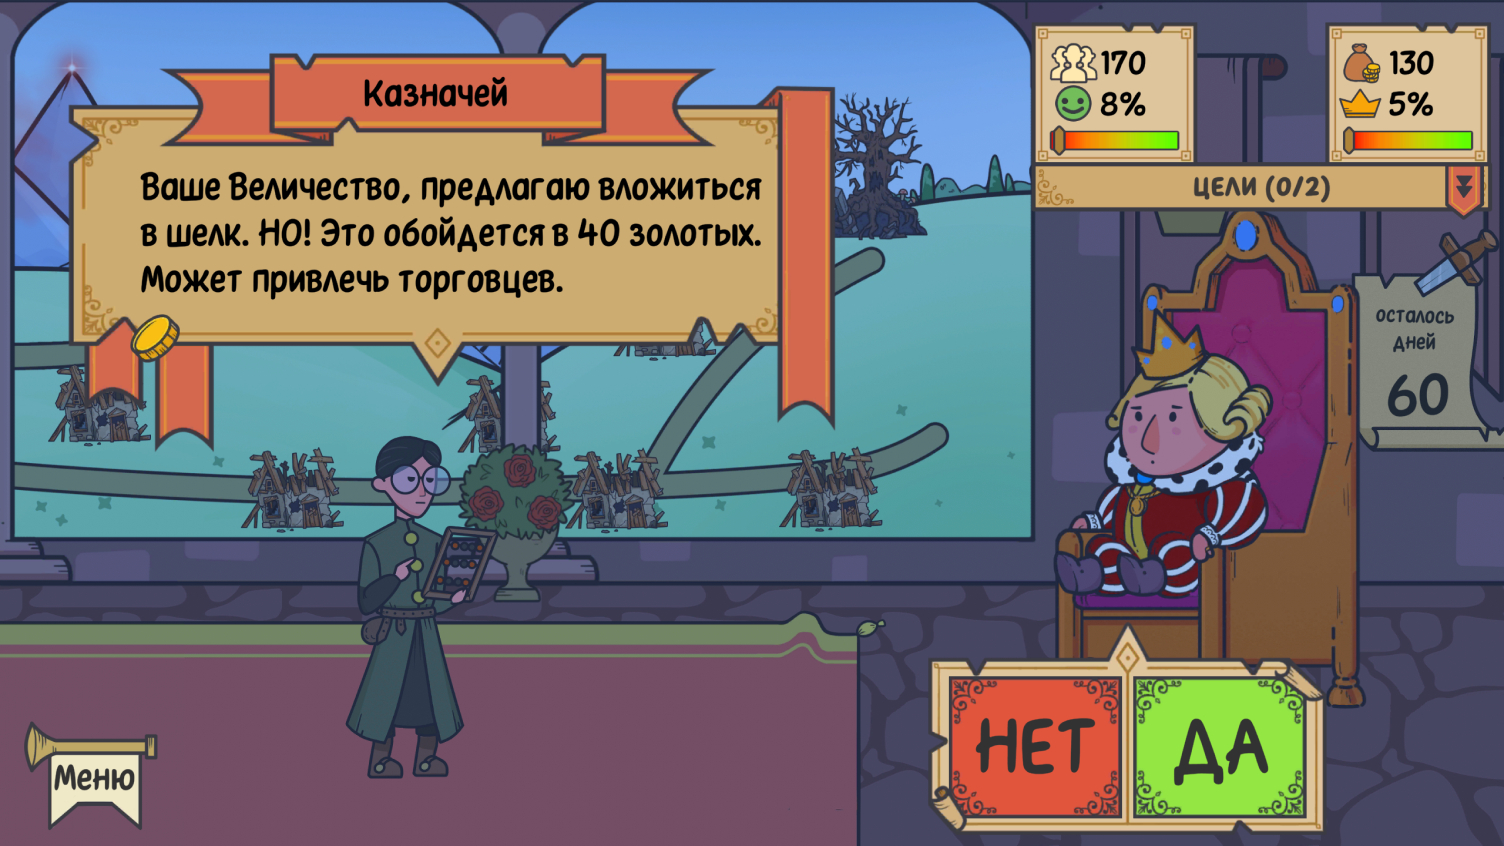 Казначей
Ваше Величество, предлагаю вложиться
в шелк. НО! Это обойдется в 40 золотых.
Может привлечь торговцев.
170
8%
130
5%
ЦЕЛИ (0/2)
осталось
дней
60
Меню
НЕТ
ДА